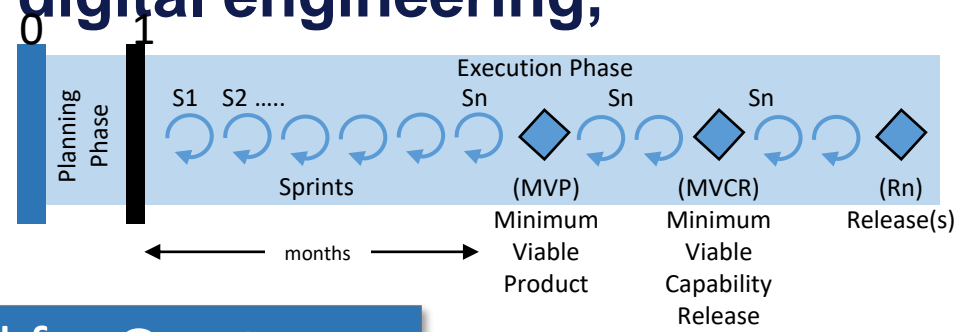 digital engineering,
0
1
Execution Phase
Planning
Phase
S1 S2 ..... Sn Sn Sn
Sprints
(MVP)
Minimum
Viable
Product
(MVCR)
Minimum
Viable
Capability
Release
(Rn)
Release(s)
months